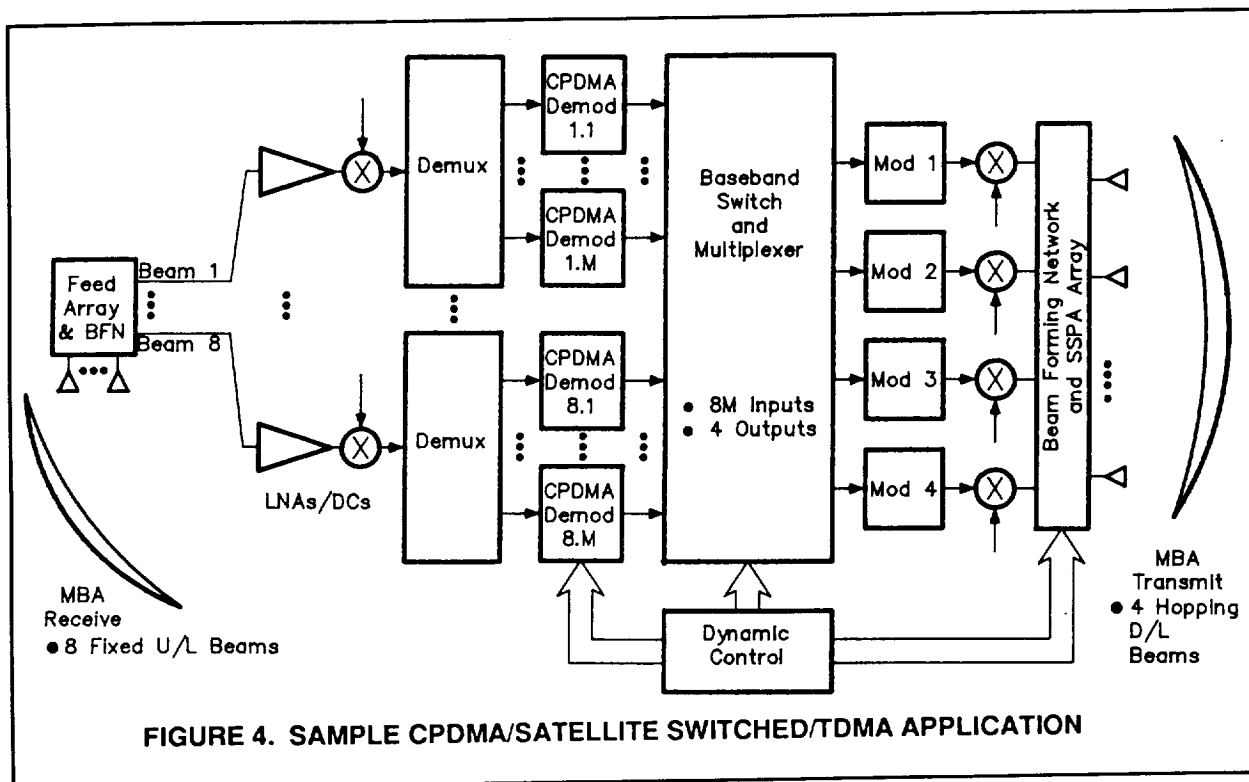 Feed
Array
& BFN
Beam 1
Beam 8
MBA
Receive
● 8 Fixed U/L Beams
X
X
LNAs/DCs
Demux
Demux
CPDMA
Demod
1.1
CPDMA
Demod
1.M
CPDMA
Demod
8.1
CPDMA
Demod
8.M
Baseband
Switch
and
Multiplexer
● 8M Inputs
● 4 Outputs
Dynamic
Control
Mod 1
Mod 2
Mod 3
Mod 4
X
X
X
X
Beam Forming Network
and SSPA Array
MBA
Transmit
● 4 Hopping
D/L
Beams
FIGURE 4. SAMPLE CPDMA/SATELLITE SWITCHED/TDMA APPLICATION